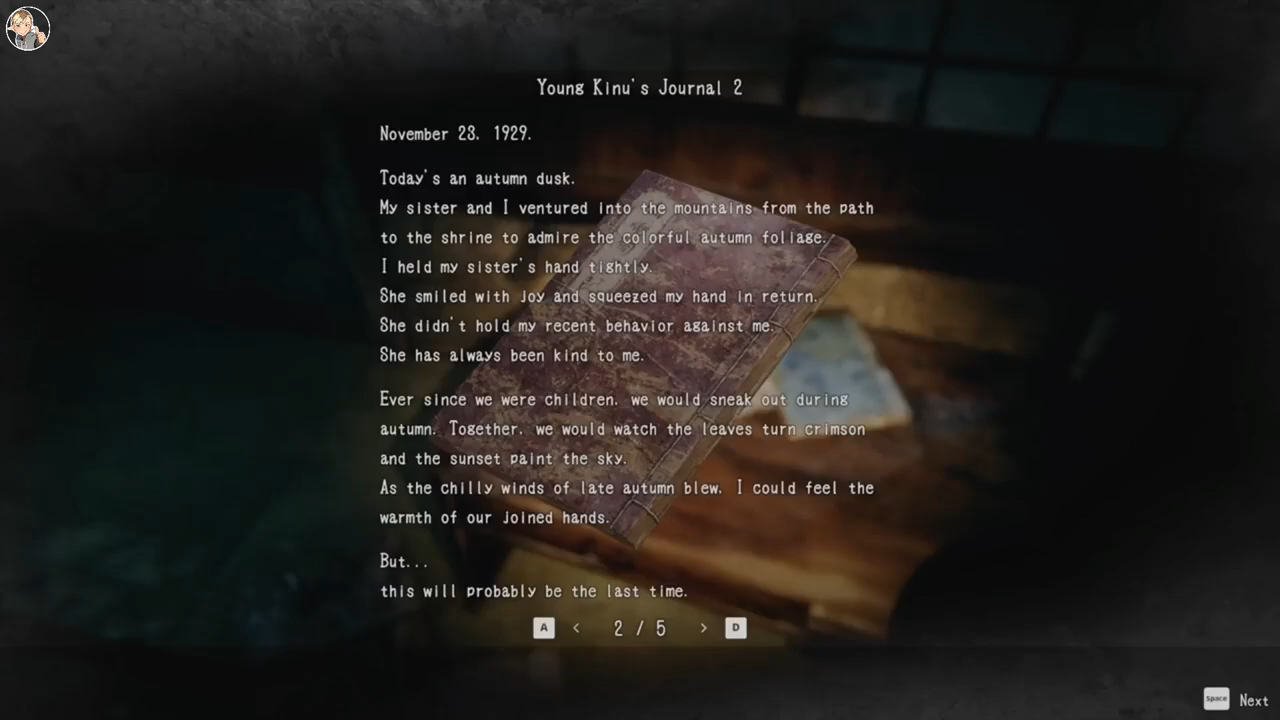 Young Kinu's Journal 2
November 23. 1929.
Today's an autumn dusk.
My sister and I ventured into the mountains from the path
to the shrine to admire the colorful autumn foliage.
I held my sister's hand tightly.
She smiled with joy and squeezed my hand in return.
She didn't hold my recent behavior against me.
She has always been kind to me.
Ever since we were children, we would sneak out during
autumn. Together, we would watch the leaves turn crimson
and the sunset paint the sky.
As the chilly winds of late autumn blew, I could feel the
warmth of our joined hands.
But...
this will probably be the last time.
A < 2 / 5 > D
Space Next